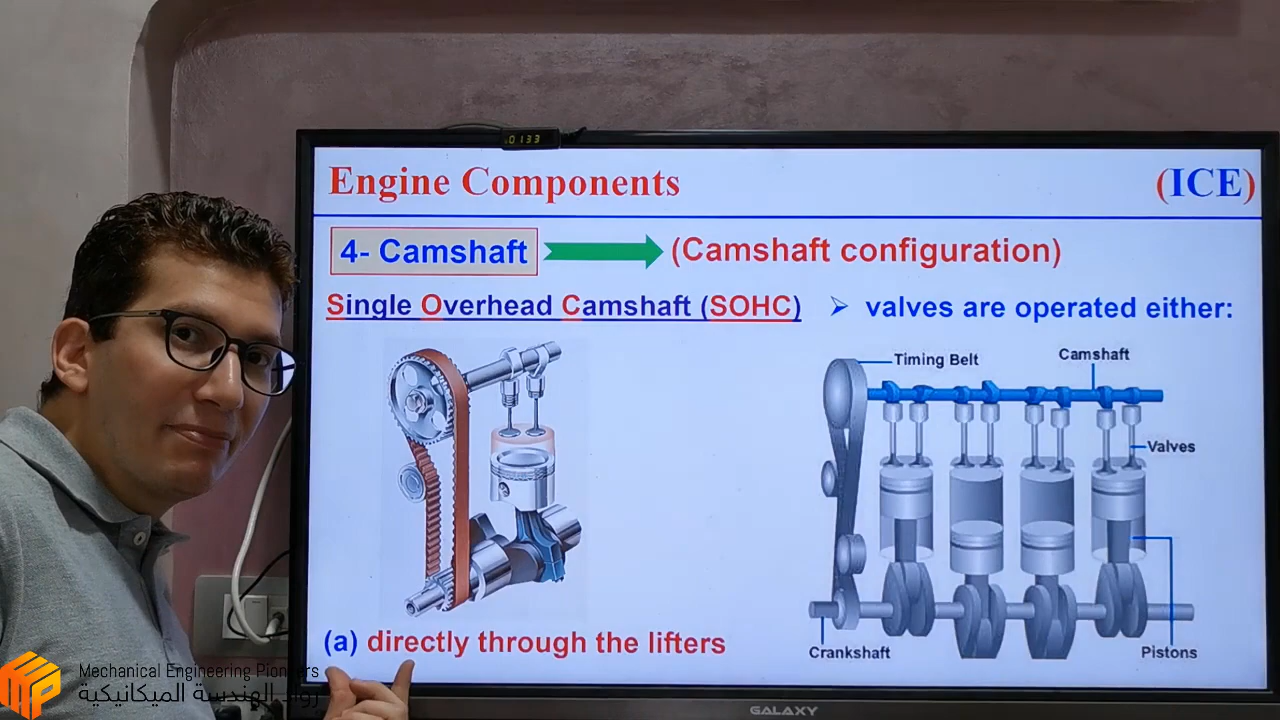 0133
Engine Components (ICE)
4- Camshaft (Camshaft configuration)
Single Overhead Camshaft (SOHC) ➢ valves are operated either:
Timing Belt
Camshaft
Valves
Crankshaft
Pistons
(a) directly through the lifters
Mechanical Engineering Pioneers
رواد الهندسة الميكانيكية
GALAXY